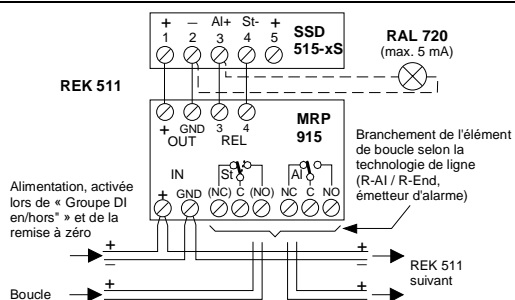 + – Al+ St- +
1 2 3 4 5
SSD
515-xS
RAL 720
(max. 5 mA)
REK 511
+ GND 3 4
OUT REL
MRP
915
Branchement de l'élément
de boucle selon la
technologie de ligne
(R-Al / R-End,
émetteur d'alarme)
IN St Al
+ GND (NC) C (NO) NC C NO
Alimentation, activée
lors de « Groupe DI
en/hors" » et de la
remise à zéro
+ +
– –
REK 511
suivant
Boucle
+ +